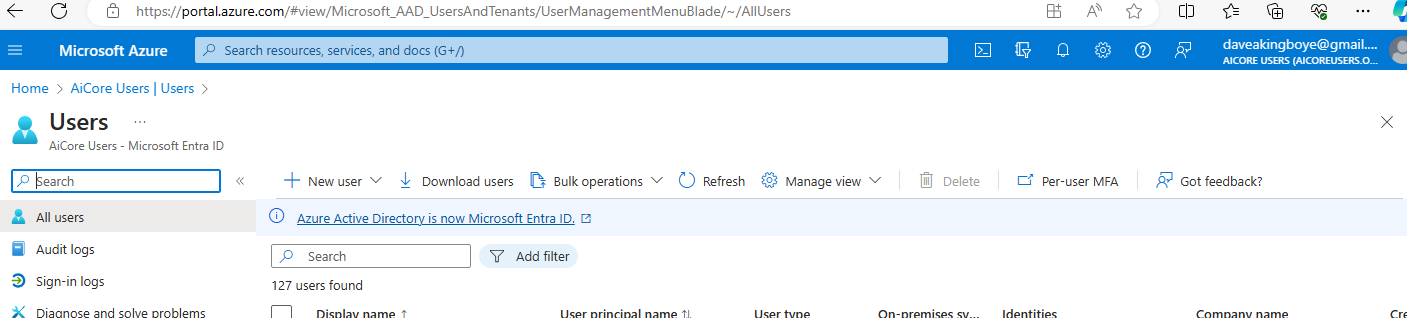 https://portal.azure.com/#view/Microsoft_AAD_UsersAndTenants/UserManagementMenuBlade/~/AllUsers
Microsoft Azure
Search resources, services, and docs (G+/)
daveakingboye@gmail....
AICORE USERS (AICOREUSERS.O...
Home > AiCore Users | Users >
Users ...
AiCore Users - Microsoft Entra ID
Search
New user
Download users
Bulk operations
Refresh
Manage view
Delete
Per-user MFA
Got feedback?
All users
Audit logs
Sign-in logs
Diagnose and solve problems
Azure Active Directory is now Microsoft Entra ID.
Search
Add filter
127 users found
Display name ↑
User principal name ↑↓
User type
On-premises sy...
Identities
Company name
Cre